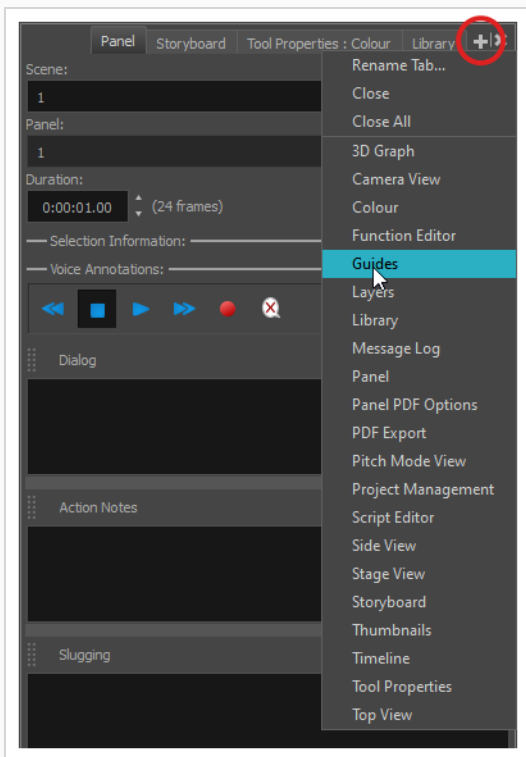 Panel Storyboard Tool Properties : Colour Library
Scene:
1
Panel:
1
Duration:
0:00:01.00 (24 frames)
Selection Information:
Voice Annotations:
Dialog
Action Notes
Slugging
Rename Tab...
Close
Close All
3D Graph
Camera View
Colour
Function Editor
Guides
Layers
Library
Message Log
Panel
Panel PDF Options
PDF Export
Pitch Mode View
Project Management
Script Editor
Side View
Stage View
Storyboard
Thumbnails
Timeline
Tool Properties
Top View